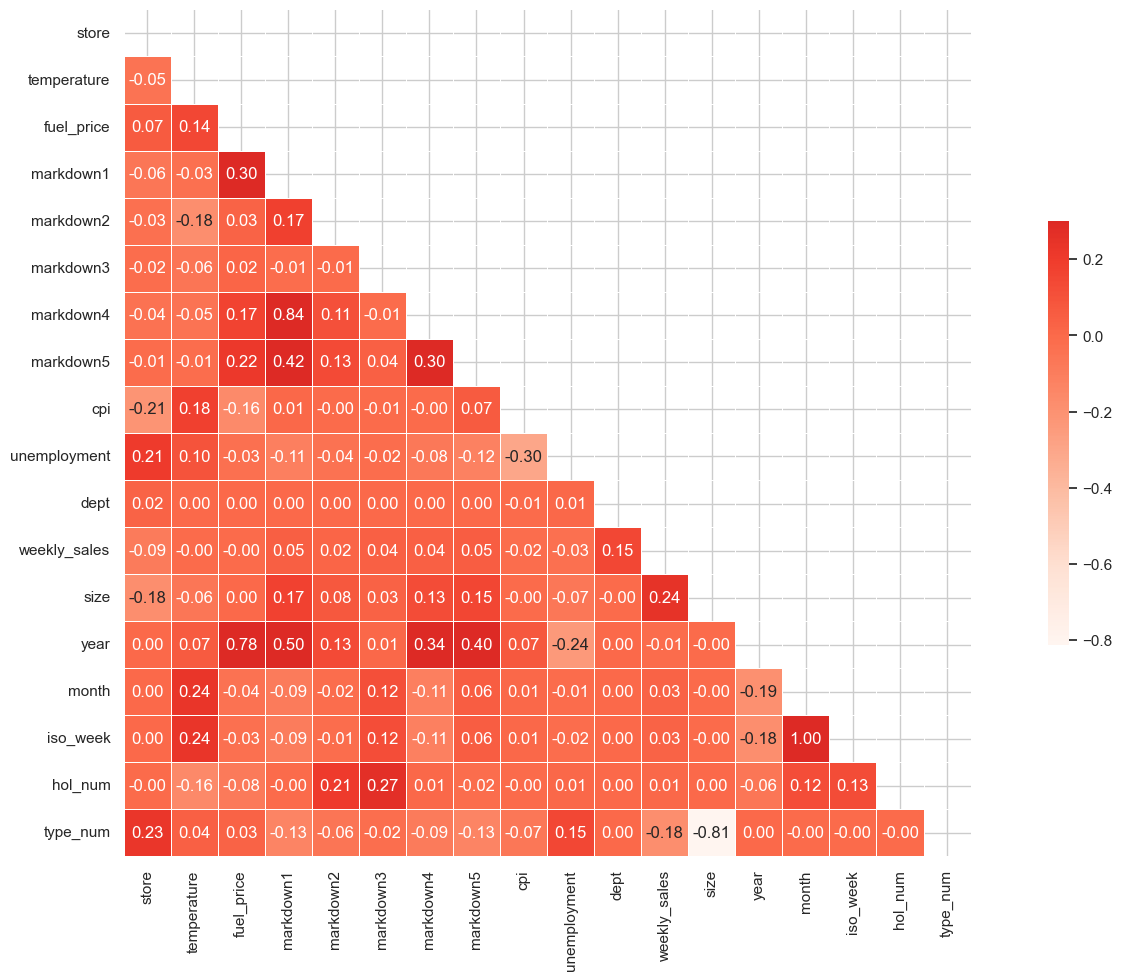 store
temperature -0.05
fuel_price 0.07 0.14
markdown1 -0.06 -0.03 0.30
markdown2 -0.03 -0.18 0.03 0.17
markdown3 -0.02 -0.06 0.02 -0.01 -0.01
markdown4 -0.04 -0.05 0.17 0.84 0.11 -0.01
markdown5 -0.01 -0.01 0.22 0.42 0.13 0.04 0.30
cpi -0.21 0.18 -0.16 0.01 -0.00 -0.01 -0.00 0.07
unemployment 0.21 0.10 -0.03 -0.11 -0.04 -0.02 -0.08 -0.12 -0.30
dept 0.02 0.00 0.00 0.00 0.00 0.00 0.00 0.00 -0.01 0.01
weekly_sales -0.09 -0.00 -0.00 0.05 0.02 0.04 0.04 0.05 -0.02 -0.03 0.15
size -0.18 -0.06 0.00 0.17 0.08 0.03 0.13 0.15 -0.00 -0.07 -0.00 0.24
year 0.00 0.07 0.78 0.50 0.13 0.01 0.34 0.40 0.07 -0.24 0.00 -0.01 -0.00
month 0.00 0.24 -0.04 -0.09 -0.02 0.12 -0.11 0.06 0.01 -0.01 0.00 0.03 -0.00 -0.19
iso_week 0.00 0.24 -0.03 -0.09 -0.01 0.12 -0.11 0.06 0.01 -0.02 0.00 0.03 -0.00 -0.18 1.00
hol_num -0.00 -0.16 -0.08 -0.00 0.21 0.27 0.01 -0.02 -0.00 0.01 0.00 0.01 0.00 -0.06 0.12 0.13
type_num 0.23 0.04 0.03 -0.13 -0.06 -0.02 -0.09 -0.13 -0.07 0.15 0.00 -0.18 -0.81 0.00 -0.00 -0.00 -0.00
store temperature fuel_price markdown1 markdown2 markdown3 markdown4 markdown5 cpi unemployment dept weekly_sales size year month iso_week hol_num type_num
0.2
0.0
−0.2
−0.4
−0.6
−0.8